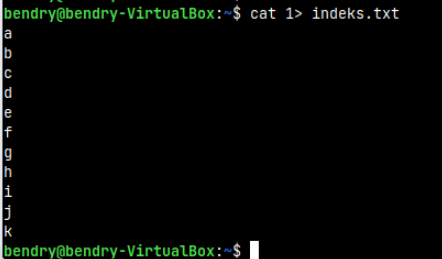 bendry@bendry-VirtualBox:~$ cat 1> indeks.txt
a
b
c
d
e
f
g
h
i
j
k
bendry@bendry-VirtualBox:~$